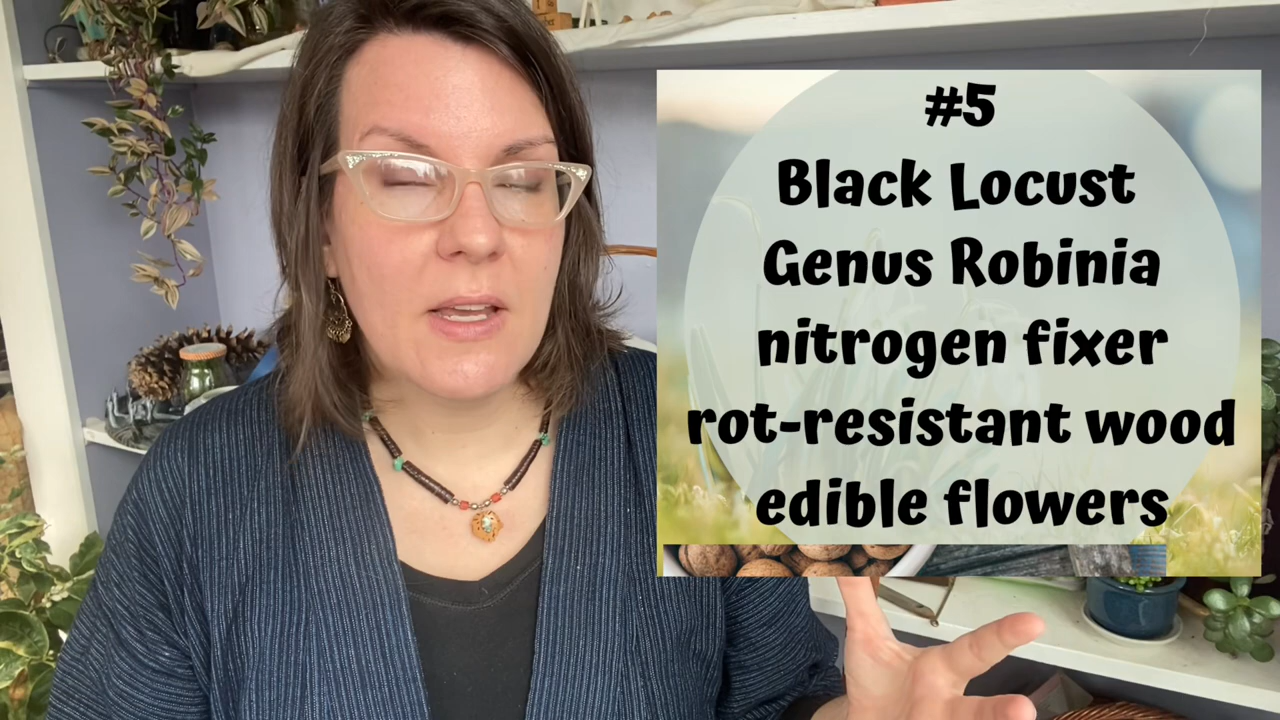 #5
Black Locust
Genus Robinia
nitrogen fixer
rot-resistant wood
edible flowers